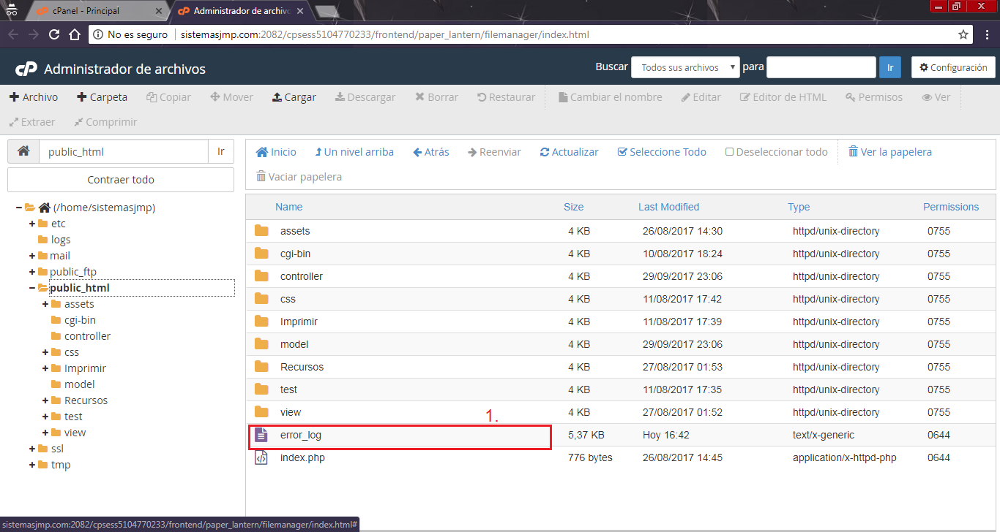 cPanel - Principal
Administrador de archivo
No es seguro
sistemasjmp.com:2082/cpsess5104770233/frontend/paper_lantern/filemanager/index.html
cP Administrador de archivos
Buscar Todos sus archivos para Ir Configuración
Archivo Carpeta Copiar Mover Cargar Descargar Borrar Restaurar Cambiar el nombre Editar Editor de HTML Permisos Ver
Extraer Comprimir
public_html Ir
Contraer todo
(/home/sistemasjmp)
etc
logs
mail
public_ftp
public_html
assets
cgi-bin
controller
css
Imprimir
model
Recursos
test
view
ssl
tmp
Inicio Un nivel arriba Atrás Reenviar Actualizar Seleccione Todo Deseleccionar todo Ver la papelera
Vaciar papelera
Name Size Last Modified Type Permissions
assets 4 KB 26/08/2017 14:30 httpd/unix-directory 0755
cgi-bin 4 KB 10/08/2017 18:24 httpd/unix-directory 0755
controller 4 KB 29/09/2017 23:06 httpd/unix-directory 0755
css 4 KB 11/08/2017 17:42 httpd/unix-directory 0755
Imprimir 4 KB 11/08/2017 17:39 httpd/unix-directory 0755
model 4 KB 29/09/2017 23:06 httpd/unix-directory 0755
Recursos 4 KB 27/08/2017 01:53 httpd/unix-directory 0755
test 4 KB 11/08/2017 17:35 httpd/unix-directory 0755
view 4 KB 27/08/2017 01:52 httpd/unix-directory 0755
1.
error_log 5,37 KB Hoy 16:42 text/x-generic 0644
index.php 776 bytes 26/08/2017 14:45 application/x-httpd-php 0644
sistemasjmp.com:2082/cpsess5104770233/frontend/paper_lantern/filemanager/index.html#